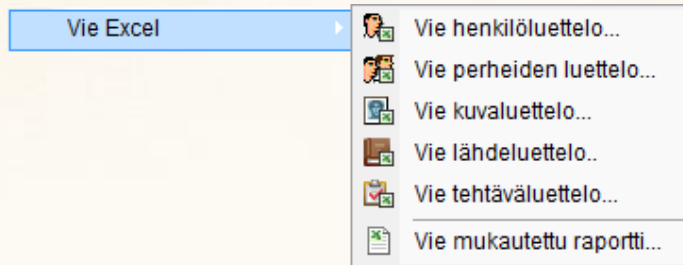 Vie Excel
Vie henkilöluettelo...
Vie perheiden luettelo...
Vie kuvaluettelo...
Vie lähdeluettelo..
Vie tehtäväluettelo...
Vie mukautettu raportti...